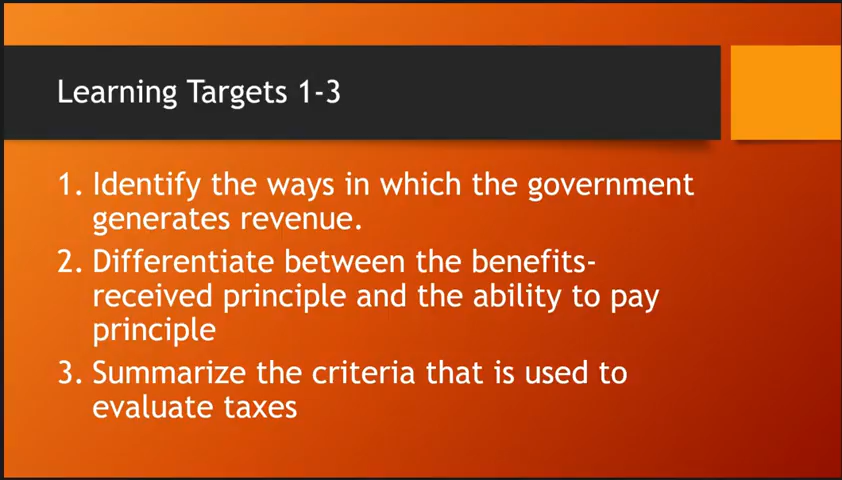 Learning Targets 1-3
1. Identify the ways in which the government
generates revenue.
2. Differentiate between the benefits-
received principle and the ability to pay
principle
3. Summarize the criteria that is used to
evaluate taxes